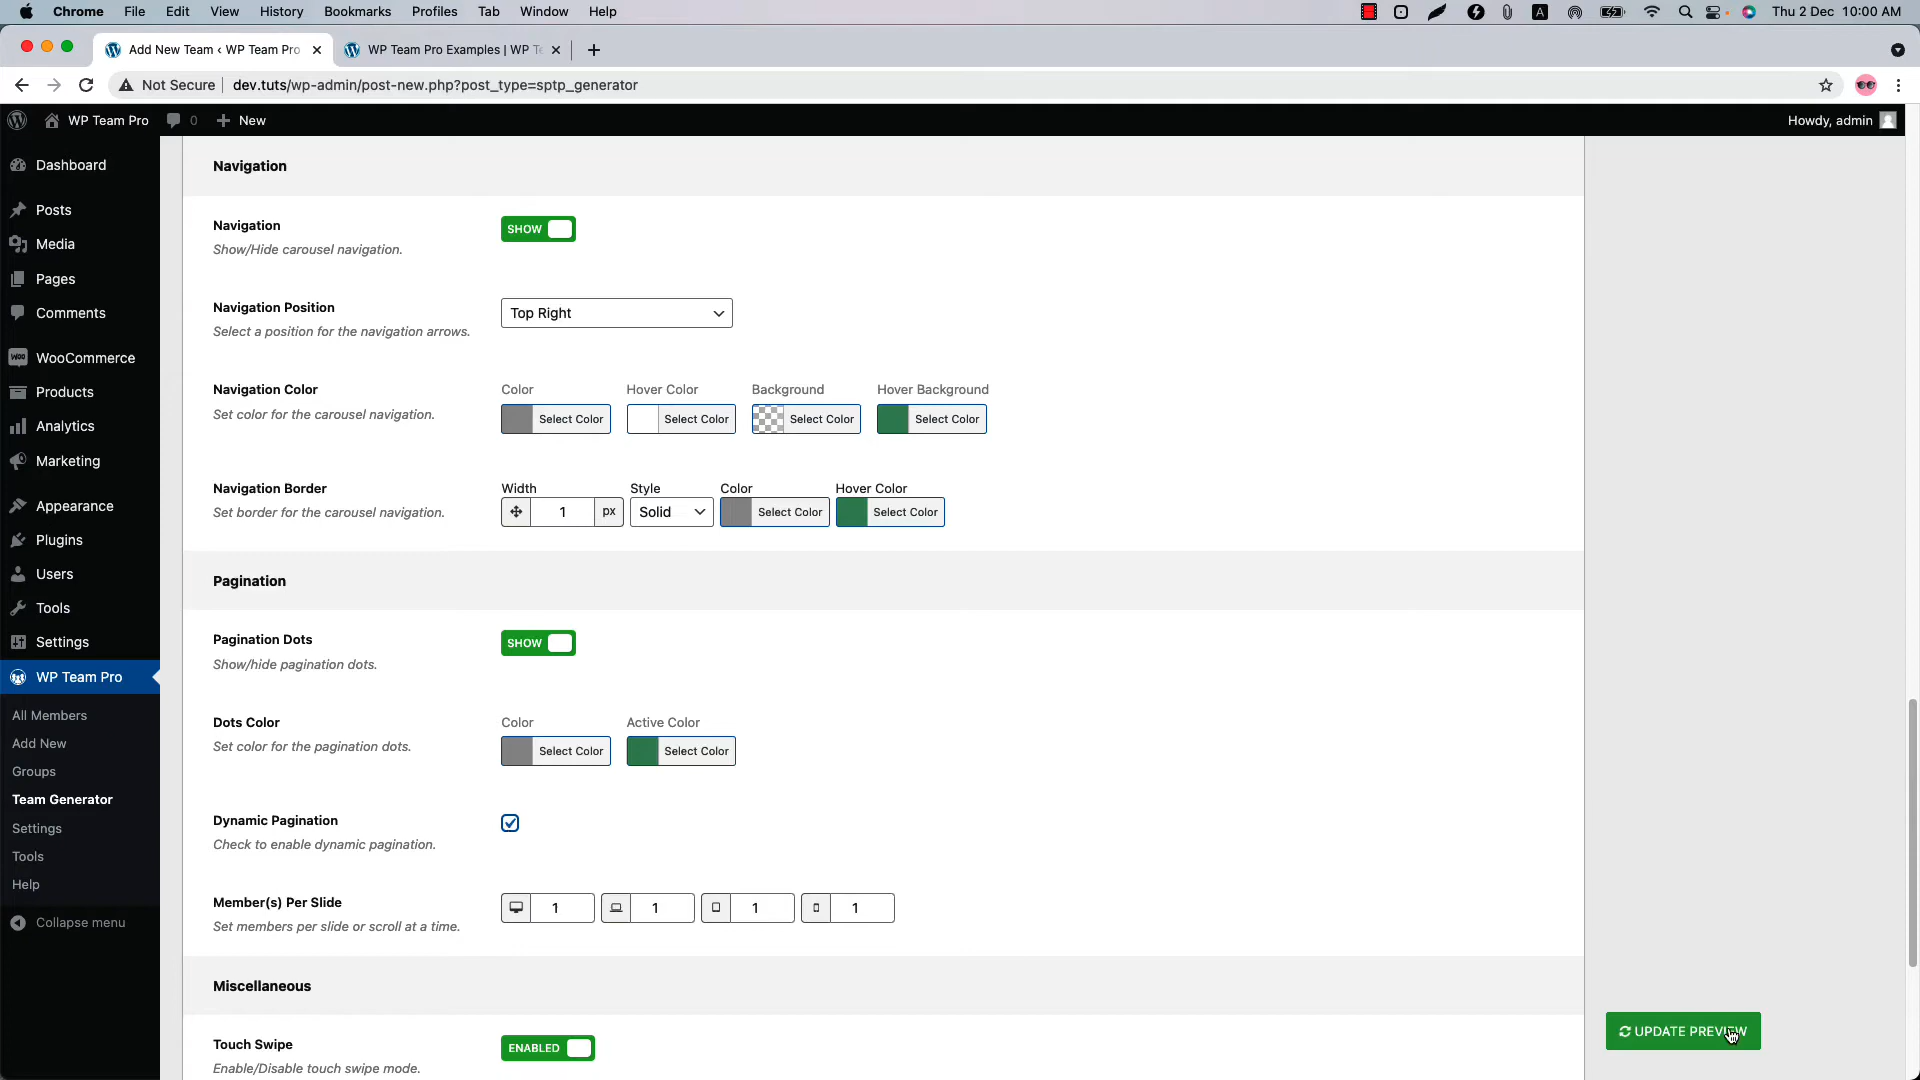 Chrome File Edit View History Bookmarks Profiles Tab Window Help A Thu 2 Dec 10:00 AM
Add New Team ‹ WP Team Pro WP Team Pro Examples | WP Te
Not Secure dev.tuts/wp-admin/post-new.php?post_type=sptp_generator
WP Team Pro 0 New Howdy, admin
Dashboard
Posts
Media
Pages
Comments
WooCommerce
Products
Analytics
Marketing
Appearance
Plugins
Users
Tools
Settings
WP Team Pro
All Members
Add New
Groups
Team Generator
Settings
Tools
Help
Collapse menu
Navigation
Navigation SHOW
Show/Hide carousel navigation.
Navigation Position Top Right
Select a position for the navigation arrows.
Navigation Color Color Hover Color Background Hover Background
Set color for the carousel navigation. Select Color Select Color Select Color Select Color
Navigation Border Width Style Color Hover Color
Set border for the carousel navigation. 1 px Solid Select Color Select Color
Pagination
Pagination Dots SHOW
Show/hide pagination dots.
Dots Color Color Active Color
Set color for the pagination dots. Select Color Select Color
Dynamic Pagination
Check to enable dynamic pagination.
Member(s) Per Slide 1 1 1 1
Set members per slide or scroll at a time.
Miscellaneous
Touch Swipe ENABLED
Enable/Disable touch swipe mode.
UPDATE PREVIEW